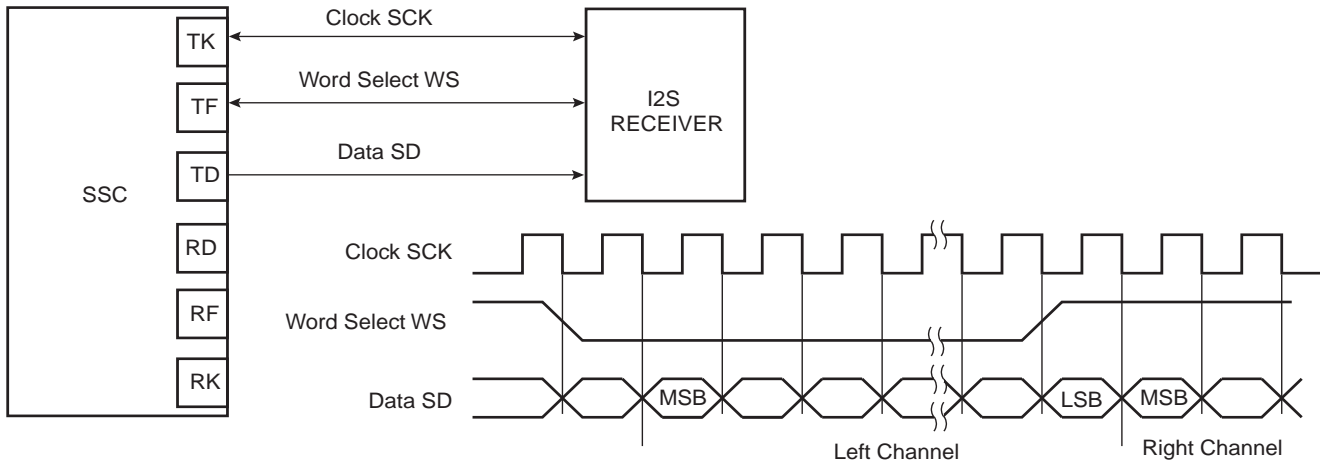 Clock SCK
TK
Word Select WS
TF
I2S
RECEIVER
Data SD
TD
SSC
RD
Clock SCK
RF
Word Select WS
RK
Data SD
MSB
LSB
MSB
Left Channel
Right Channel